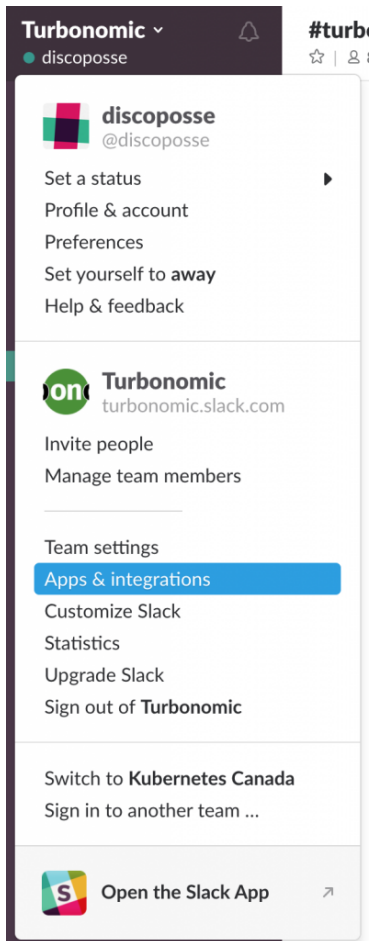 Turbonomic
#turb
discoposse
discoposse
@discoposse
Set a status
Profile & account
Preferences
Set yourself to away
Help & feedback
on
Turbonomic
turbonomic.slack.com
Invite people
Manage team members
Team settings
Apps & integrations
Customize Slack
Statistics
Upgrade Slack
Sign out of Turbonomic
Switch to Kubernetes Canada
Sign in to another team ...
S
Open the Slack App